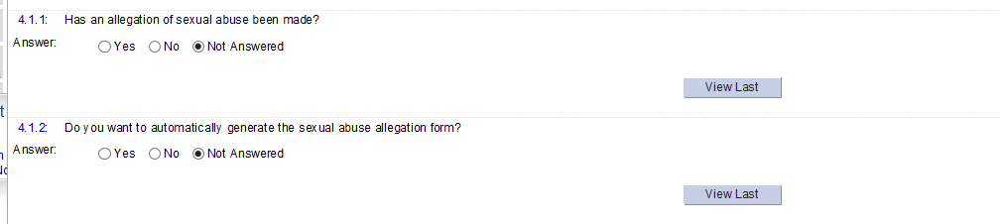 4.1.1: Has an allegation of sexual abuse been made?
Answer: Yes No Not Answered
View Last
4.1.2: Do you want to automatically generate the sexual abuse allegation form?
Answer: Yes No Not Answered
View Last